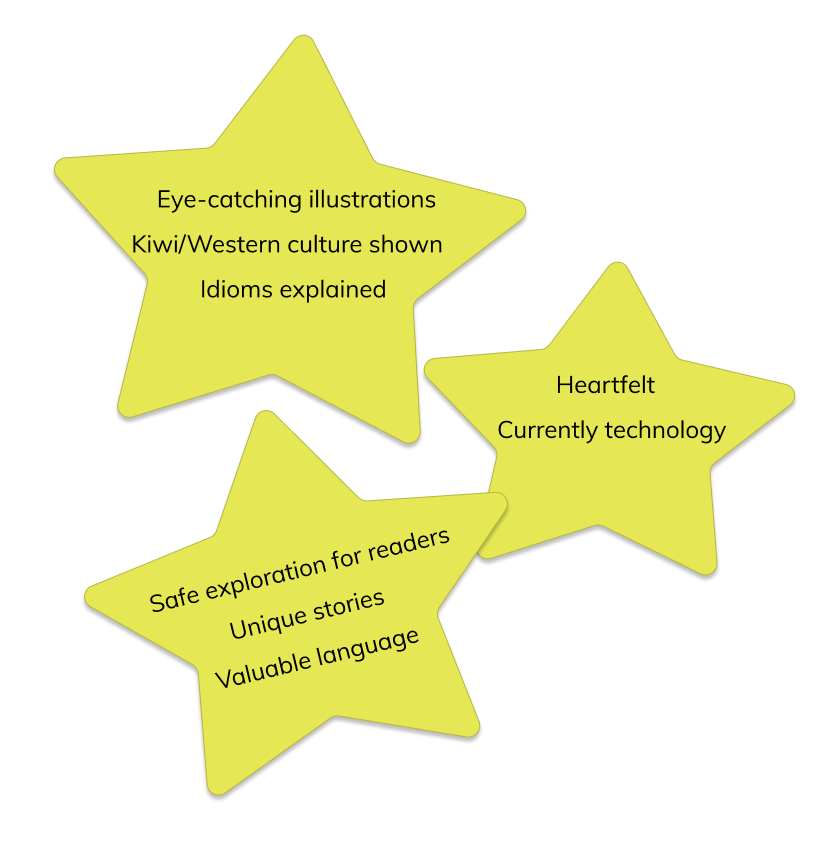 Eye-catching illustrations
Kiwi/Western culture shown
Idioms explained
Heartfelt
Currently technology
Safe exploration for readers
Unique stories
Valuable language